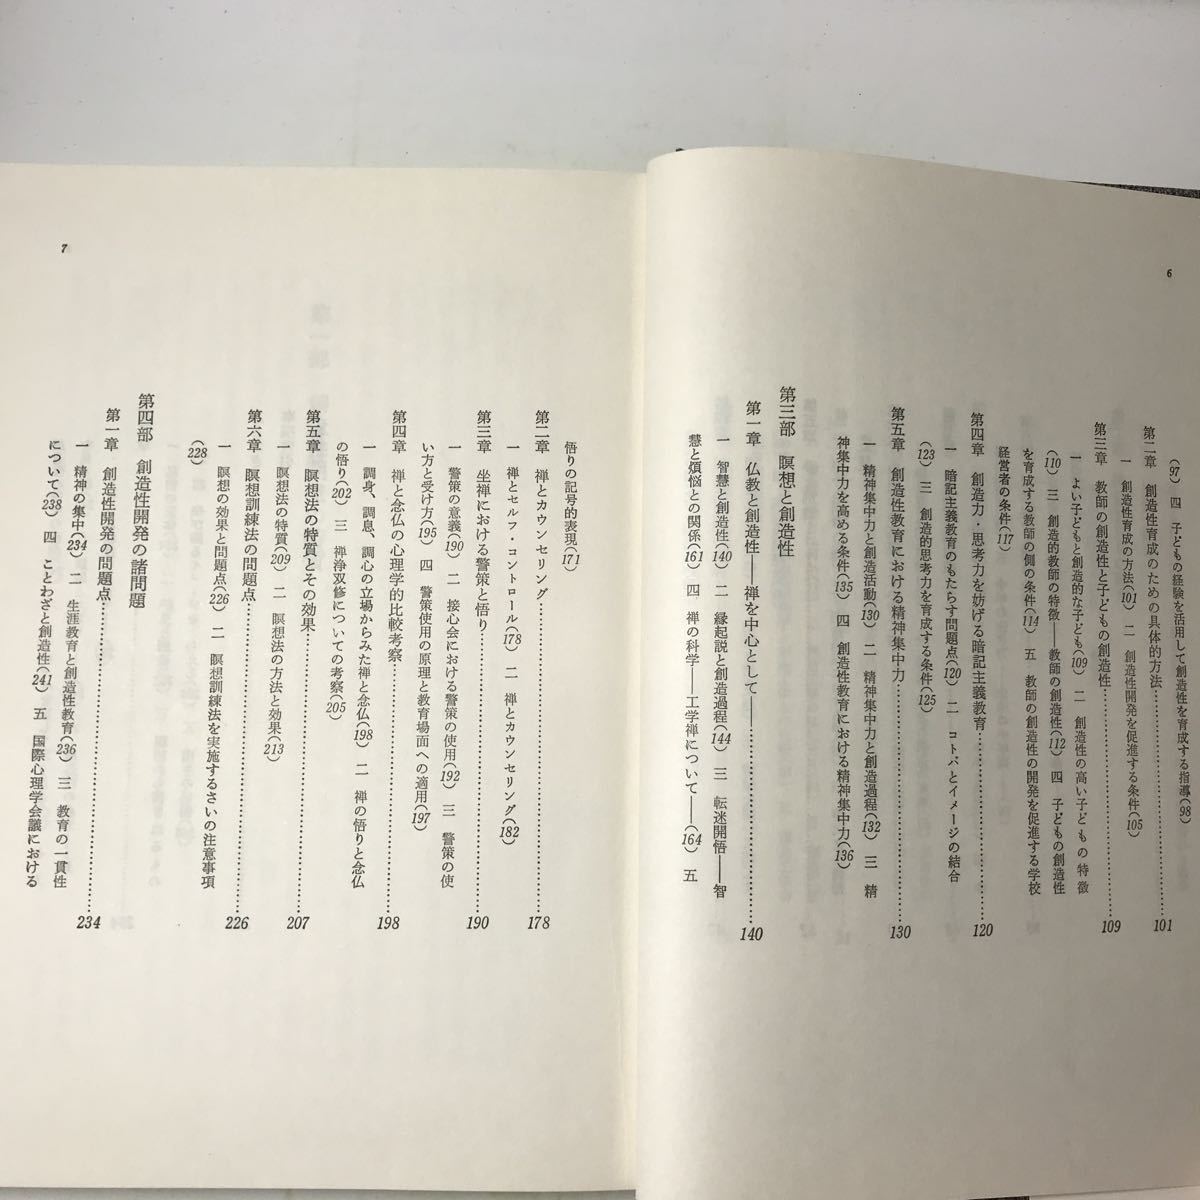 6
(97) 四 子どもの経験を活用して創造性を育成する指導(98)
第二章 創造性育成のための具体的方法…………101
一 創造性育成の方法(101) 二 創造性開発を促進する条件(105)
第三章 教師の創造性と子どもの創造性…………109
一 よい子どもと創造的な子ども(109) 二 創造性の高い子どもの特徴
(110) 三 創造的教師の特徴——教師の創造性(112) 四 子どもの創造性
を育成する教師の側の条件(114) 五 教師の創造性の開発を促進する学校
経営者の条件(117)
第四章 創造力・思考力を妨げる暗記主義教育…………120
一 暗記主義教育のもたらす問題点(120) 二 コトバとイメージの結合
(123) 三 創造的思考力を育成する条件(125)
第五章 創造性教育における精神集中力…………130
一 精神集中力と創造活動(130) 二 精神集中力と創造過程(132) 三 精
神集中力を高める条件(135) 四 創造性教育における精神集中力(136)
第三部 瞑想と創造性
第一章 仏教と創造性——禅を中心として——…………140
一 智慧と創造性(140) 二 縁起説と創造過程(144) 三 転迷開悟——智
慧と煩悩との関係(161) 四 禅の科学——工学禅について——(164) 五
7
悟りの記号的表現(171)
第二章 禅とカウンセリング…………178
一 禅とセルフ・コントロール(178) 二 禅とカウンセリング(182)
第三章 坐禅における警策と悟り…………190
一 警策の意義(190) 二 接心会における警策の使用(192) 三 警策の使
い方と受け方(195) 四 警策使用の原理と教育場面への適用(197)
第四章 禅と念仏の心理学的比較考察…………198
一 調身、調息、調心の立場からみた禅と念仏(198) 二 禅の悟りと念仏
の悟り(202) 三 禅浄双修についての考察(205)
第五章 瞑想法の特質とその効果…………207
一 瞑想法の特質(209) 二 瞑想法の方法と効果(213)
第六章 瞑想訓練法の問題点…………226
一 瞑想の効果と問題点(226) 二 瞑想訓練法を実施するさいの注意事項
(228)
第四部 創造性開発の諸問題
第一章 創造性開発の問題点…………234
一 精神の集中(234) 二 生涯教育と創造性教育(236) 三 教育の一貫性
について(238) 四 ことわざと創造性(241) 五 国際心理学会議における